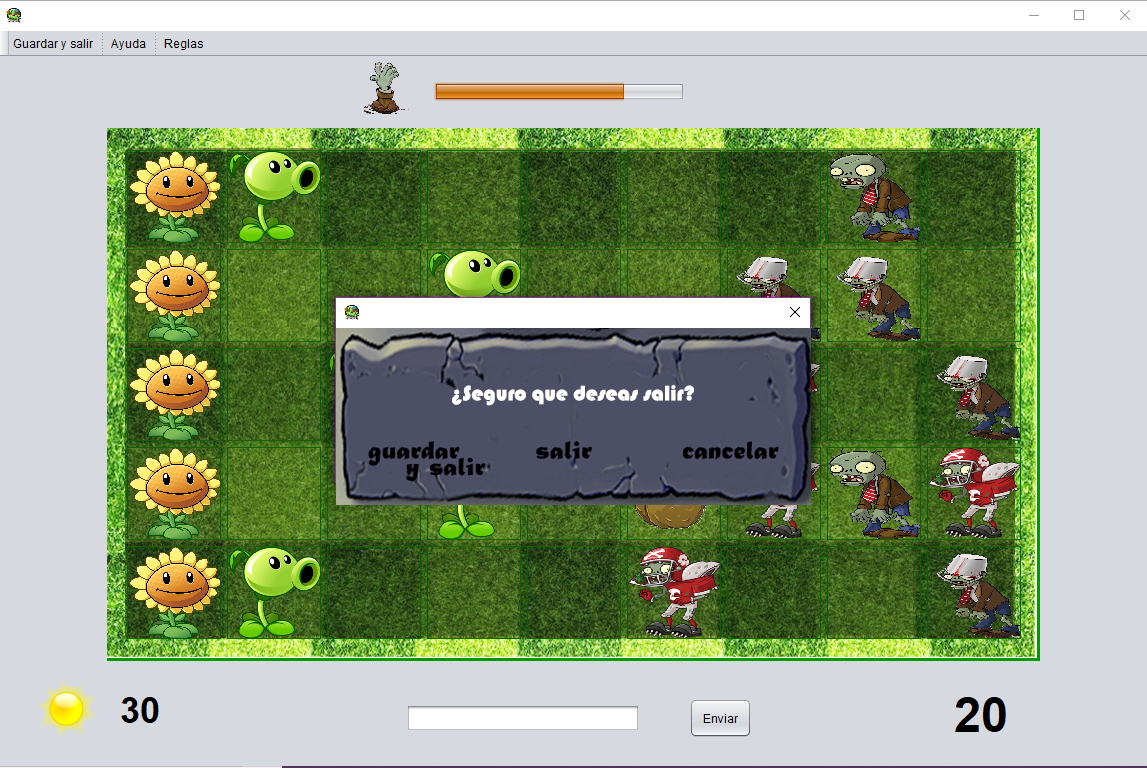 Guardar y salir Ayuda Reglas
¿Seguro que deseas salir?
guardar
y salir
salir
cancelar
30
Enviar
20